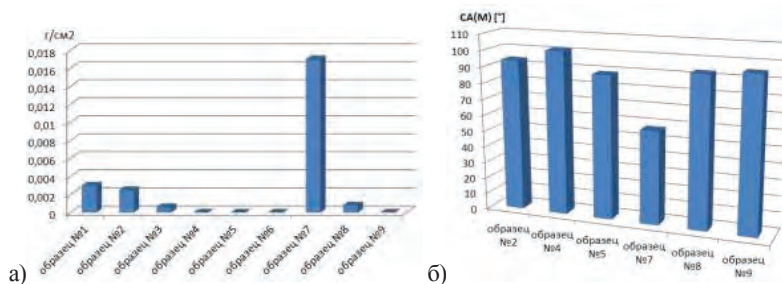 г/см2
0,018
0,016
0,014
0,012
0,01
0,008
0,006
0,004
0,002
0
образец №1
образец №2
образец №3
образец №4
образец №5
образец №6
образец №7
образец №8
образец №9
а)
CA(M) [°]
110
100
90
80
70
60
50
40
30
20
10
0
образец №2
образец №4
образец №5
образец №7
образец №8
образец №9
б)